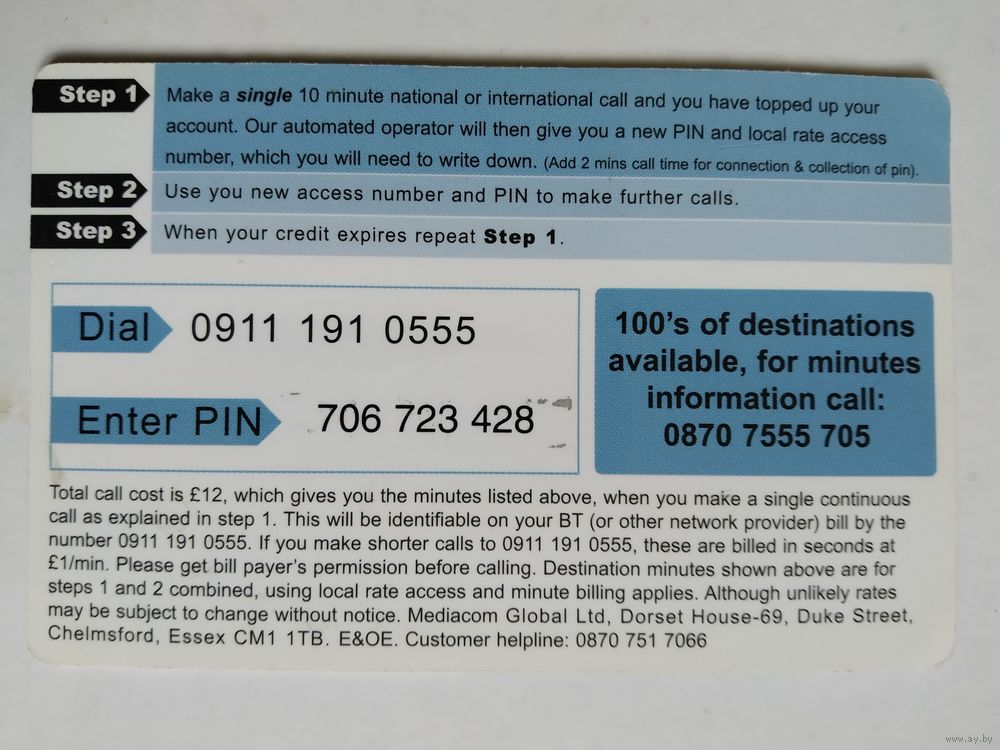 Step 1
Make a single 10 minute national or international call and you have topped up your
account. Our automated operator will then give you a new PIN and local rate access
number, which you will need to write down. (Add 2 mins call time for connection & collection of pin).
Step 2
Use you new access number and PIN to make further calls.
Step 3
When your credit expires repeat Step 1.
Dial 0911 191 0555
Enter PIN 706 723 428
100's of destinations
available, for minutes
information call:
0870 7555 705
Total call cost is £12, which gives you the minutes listed above, when you make a single continuous
call as explained in step 1. This will be identifiable on your BT (or other network provider) bill by the
number 0911 191 0555. If you make shorter calls to 0911 191 0555, these are billed in seconds at
£1/min. Please get bill payer's permission before calling. Destination minutes shown above are for
steps 1 and 2 combined, using local rate access and minute billing applies. Although unlikely rates
may be subject to change without notice. Mediacom Global Ltd, Dorset House-69, Duke Street,
Chelmsford, Essex CM1 1TB. E&OE. Customer helpline: 0870 751 7066
www.ay.by